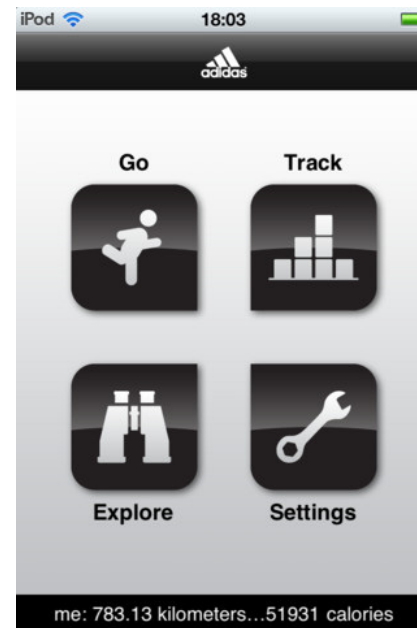 iPod 18:03
adidas
Go Track
Explore Settings
me: 783.13 kilometers...51931 calories